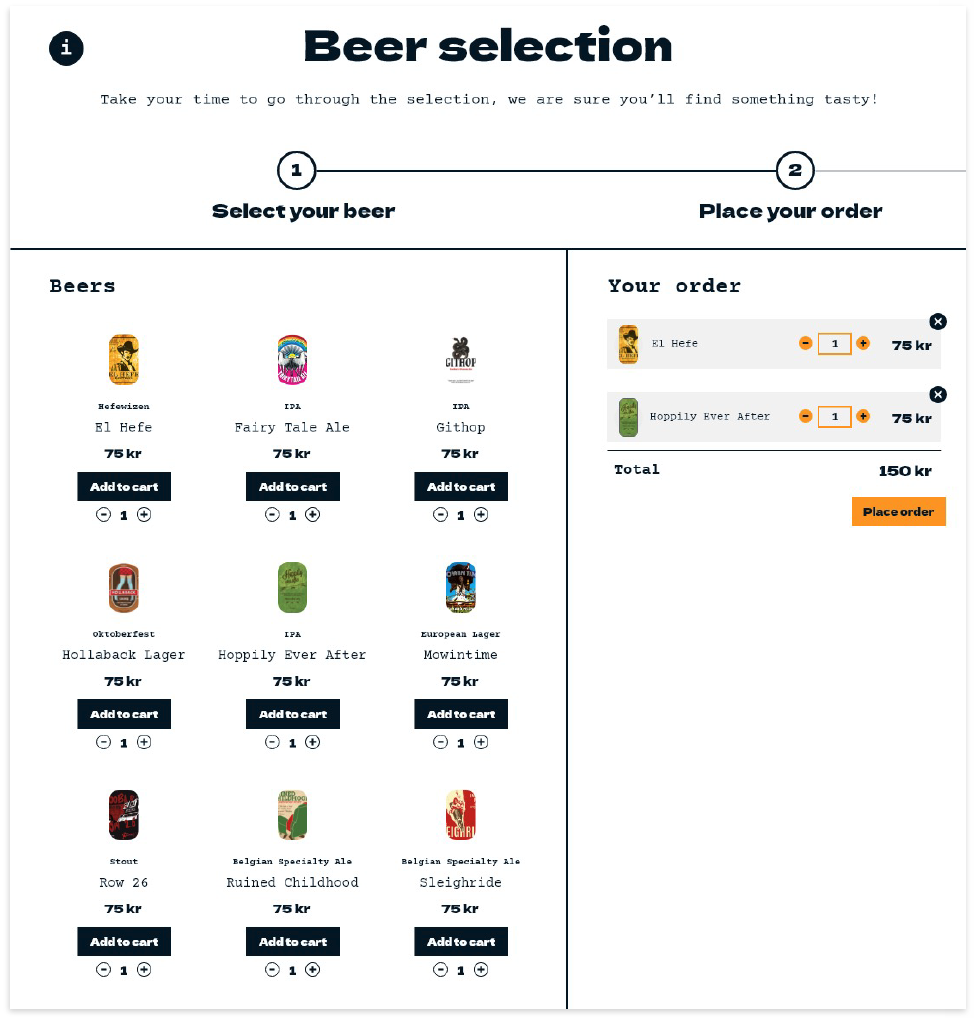 i
Beer selection
Take your time to go through the selection, we are sure you’ll find something tasty!
1
2
Select your beer
Place your order
Beers
GITHOP
Hefewizen
IPA
IPA
El Hefe
Fairy Tale Ale
Githop
75 kr
75 kr
75 kr
Add to cart
Add to cart
Add to cart
1
1
1
HOLLABACK
Oktoberfest
IPA
European Lager
Hollaback Lager
Hoppily Ever After
Mowintime
75 kr
75 kr
75 kr
Add to cart
Add to cart
Add to cart
1
1
1
Stout
Belgian Specialty Ale
Belgian Specialty Ale
Row 26
Ruined Childhood
Sleighride
75 kr
75 kr
75 kr
Add to cart
Add to cart
Add to cart
1
1
1
Your order
El Hefe
1
75 kr
Hoppily Ever After
1
75 kr
Total
150 kr
Place order